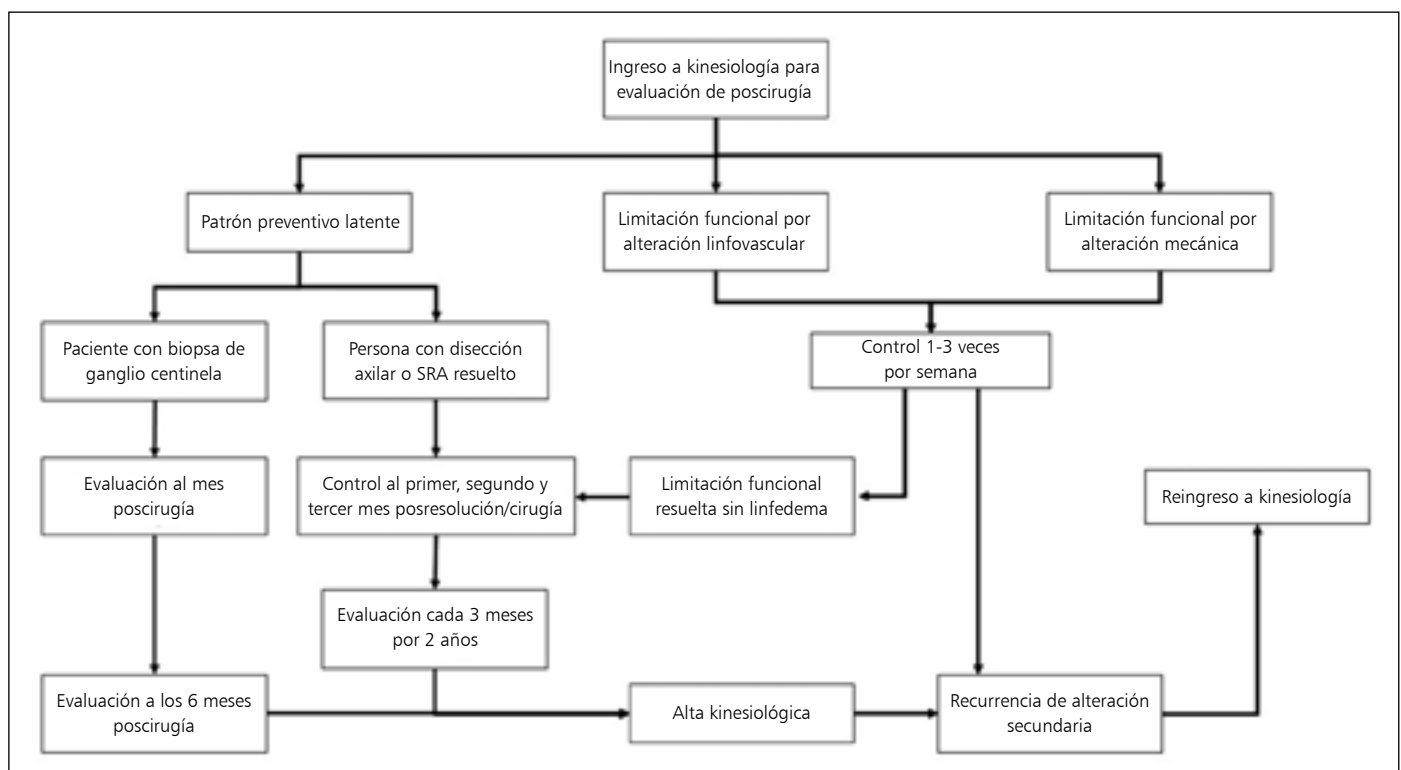 Ingreso a kinesiología para
evaluación de poscirugía
Patrón preventivo latente
Limitación funcional por
alteración linfovascular
Limitación funcional por
alteración mecánica
Paciente con biopsa de
ganglio centinela
Persona con disección
axilar o SRA resuelto
Control 1-3 veces
por semana
Evaluación al mes
poscirugía
Control al primer, segundo y
tercer mes posresolución/cirugía
Limitación funcional
resuelta sin linfedema
Reingreso a kinesiología
Evaluación cada 3 meses
por 2 años
Evaluación a los 6 meses
poscirugía
Alta kinesiológica
Recurrencia de alteración
secundaria